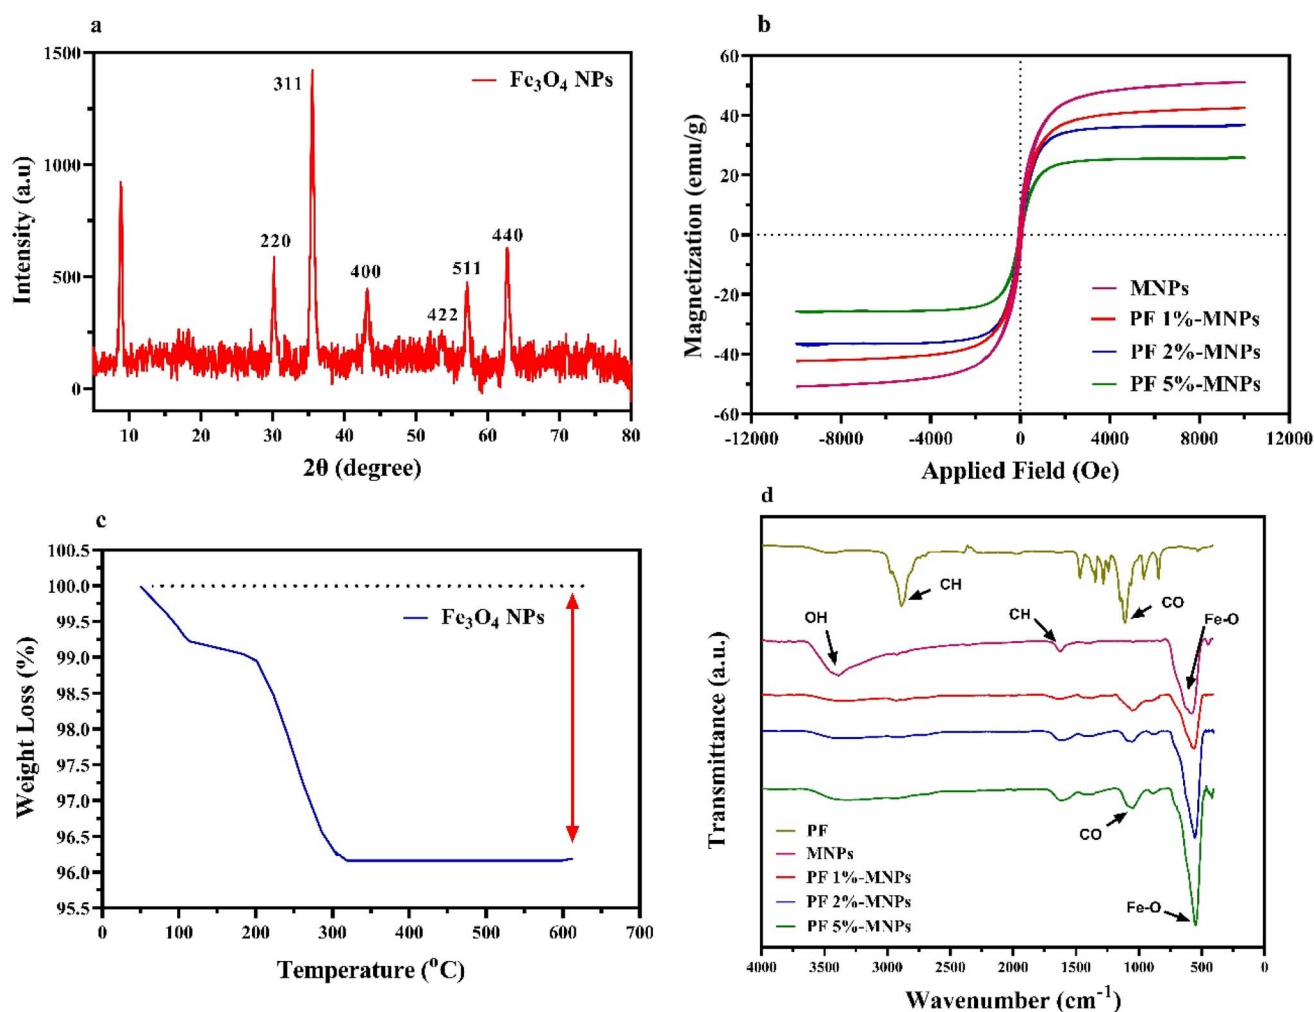 a
1500
1000
500
0
10 20 30 40 50 60 70 80
Intensity (a.u)
2θ (degree)
311
220
400
422
511
440
Fe3O4 NPs
b
60
40
20
0
-20
-40
-60
-12000 -8000 -4000 0 4000 8000 12000
Magnetization (emu/g)
Applied Field (Oe)
MNPs
PF 1%-MNPs
PF 2%-MNPs
PF 5%-MNPs
c
100.5
100.0
99.5
99.0
98.5
98.0
97.5
97.0
96.5
96.0
95.5
0 100 200 300 400 500 600 700
Weight Loss (%)
Temperature (oC)
Fe3O4 NPs
d
CH
CO
OH
CH
Fe-O
CO
Fe-O
PF
MNPs
PF 1%-MNPs
PF 2%-MNPs
PF 5%-MNPs
4000 3500 3000 2500 2000 1500 1000 500 0
Transmittance (a.u.)
Wavenumber (cm-1)